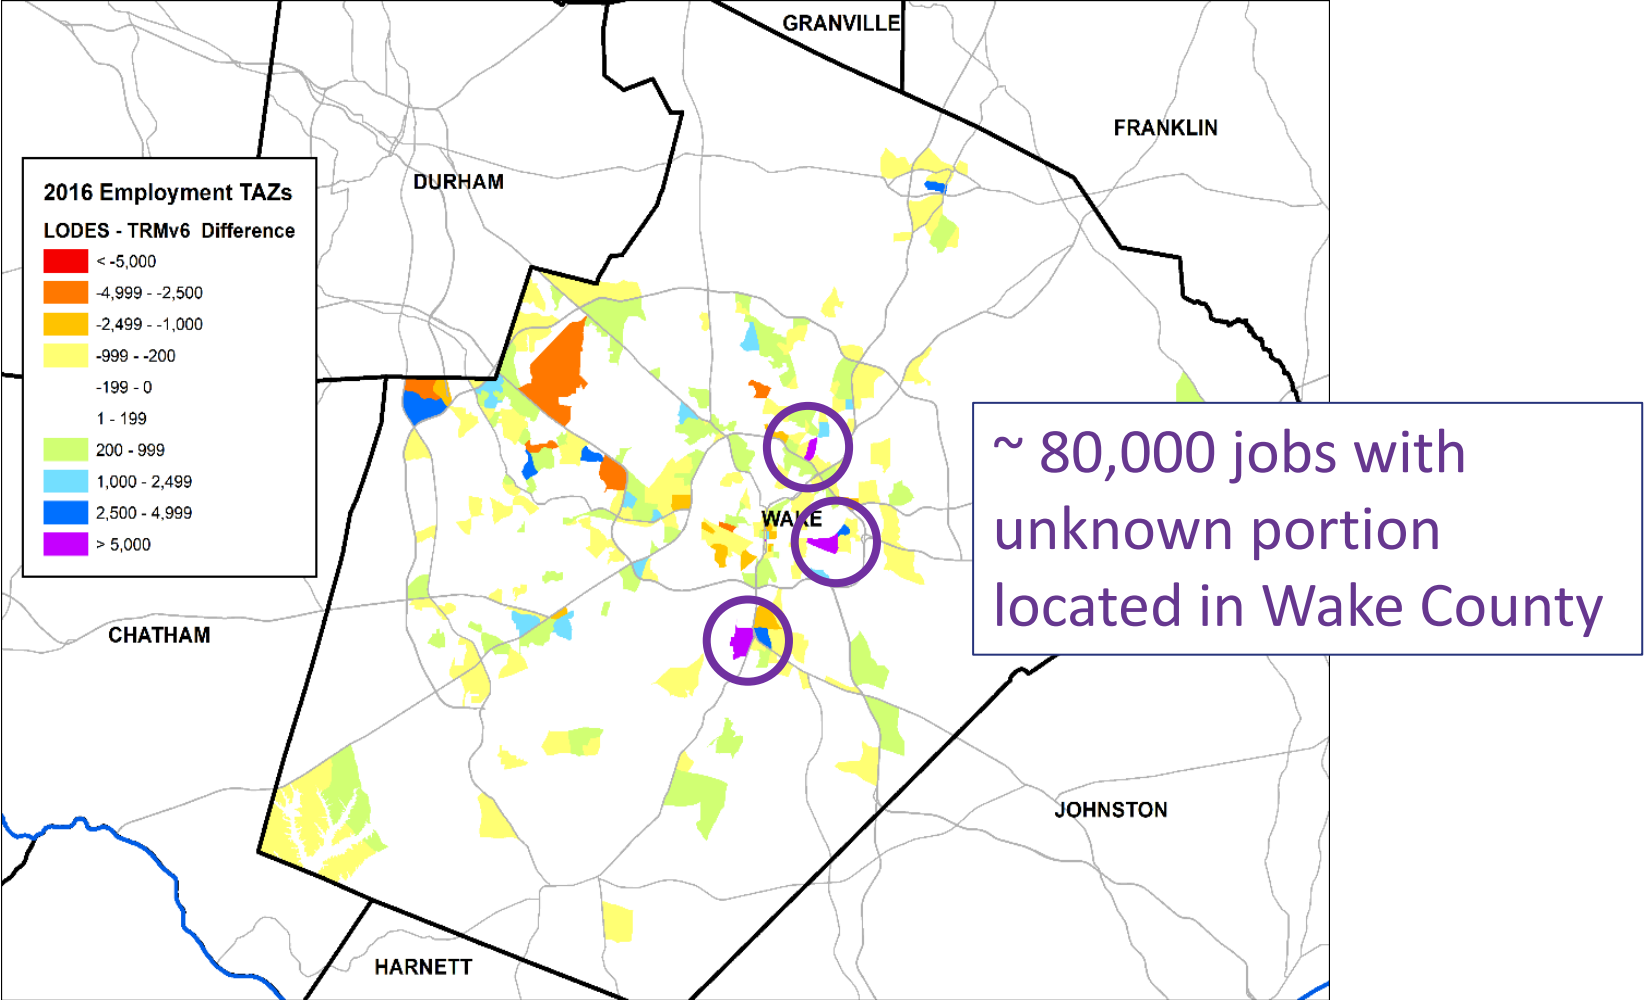 GRANVILLE
FRANKLIN
DURHAM
2016 Employment TAZs
LODES - TRMv6 Difference
< -5,000
-4,999 - -2,500
-2,499 - -1,000
-999 - -200
-199 - 0
1 - 199
200 - 999
1,000 - 2,499
2,500 - 4,999
> 5,000
~ 80,000 jobs with
unknown portion
located in Wake County
WAKE
CHATHAM
JOHNSTON
HARNETT